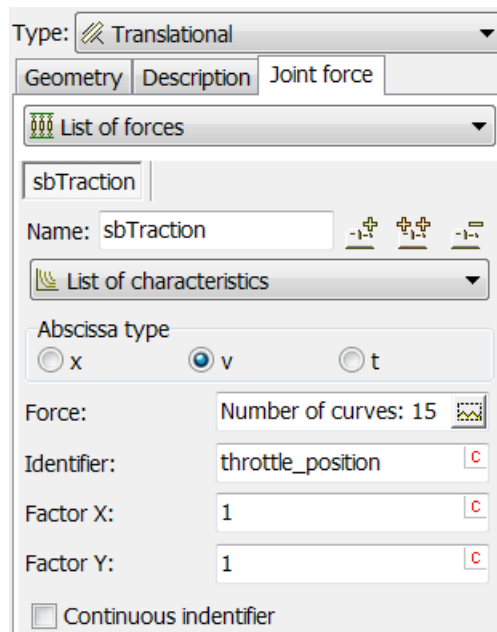 Type: Translational
Geometry Description Joint force
List of forces
sbTraction
Name: sbTraction
List of characteristics
Abscissa type
x v t
Force: Number of curves: 15
Identifier: throttle_position C
Factor X: 1 C
Factor Y: 1 C
Continuous indentifier